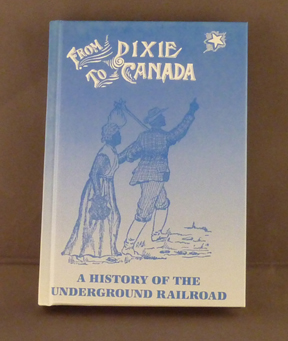 FROM DIXIE
TO CANADA
A HISTORY OF THE
UNDERGROUND RAILROAD